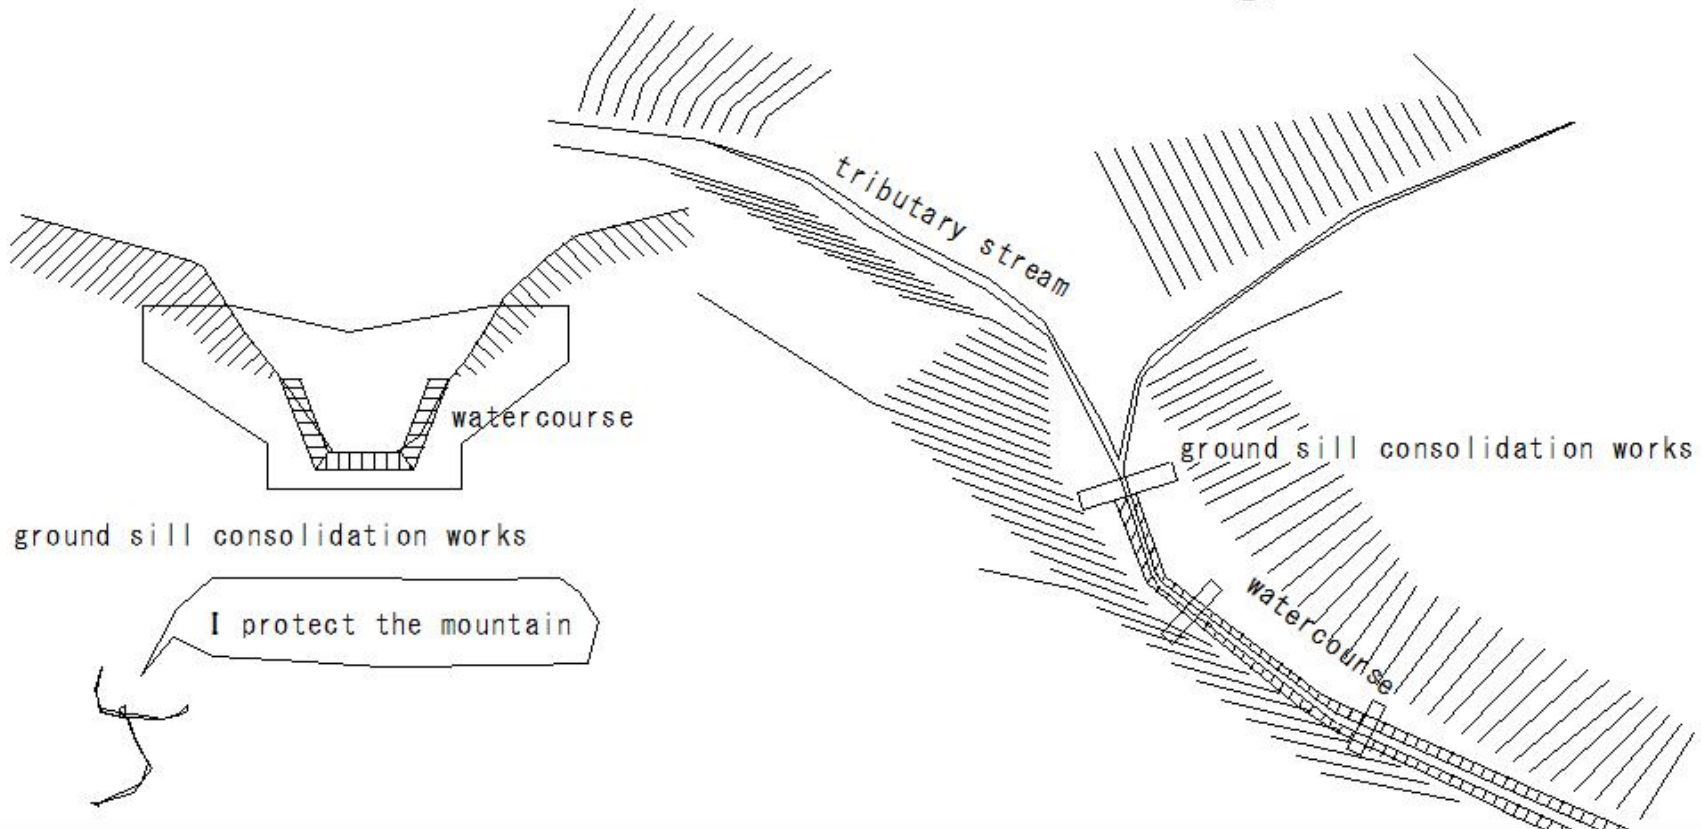 tributary stream
watercourse
ground sill consolidation works
ground sill consolidation works
watercourse
I protect the mountain